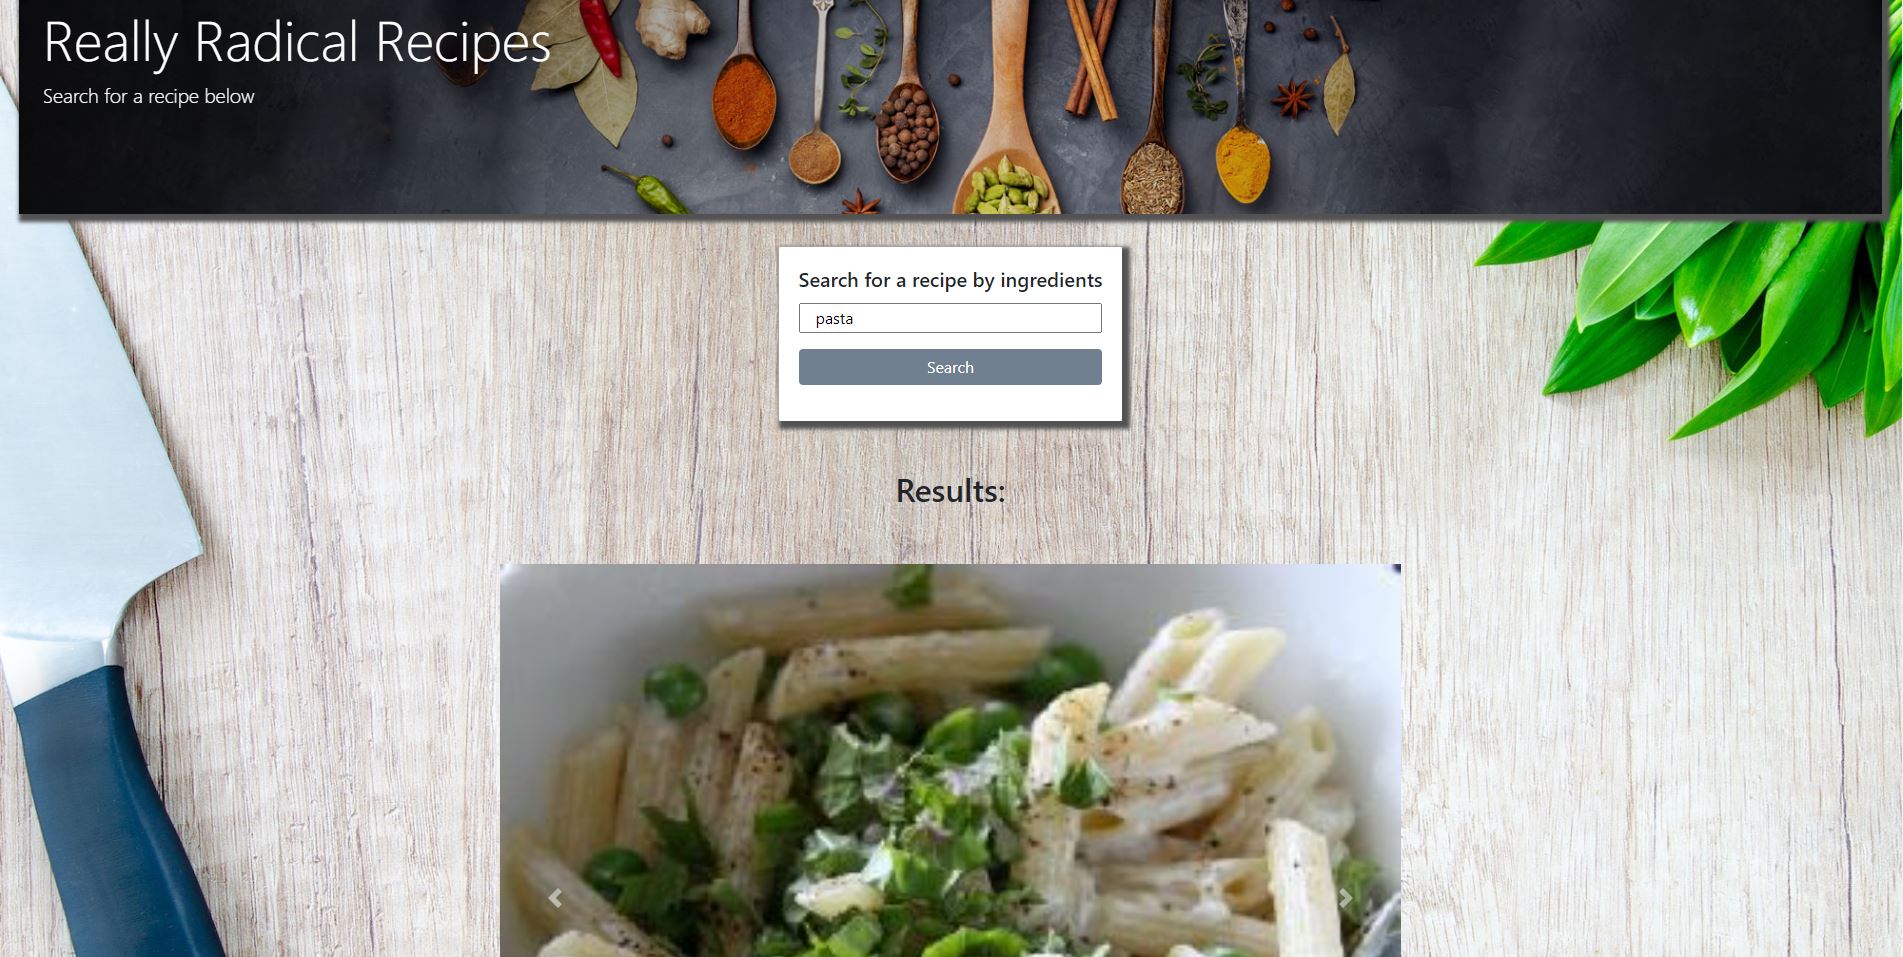 Really Radical Recipes
Search for a recipe below
Search for a recipe by ingredients
pasta
Search
Results: